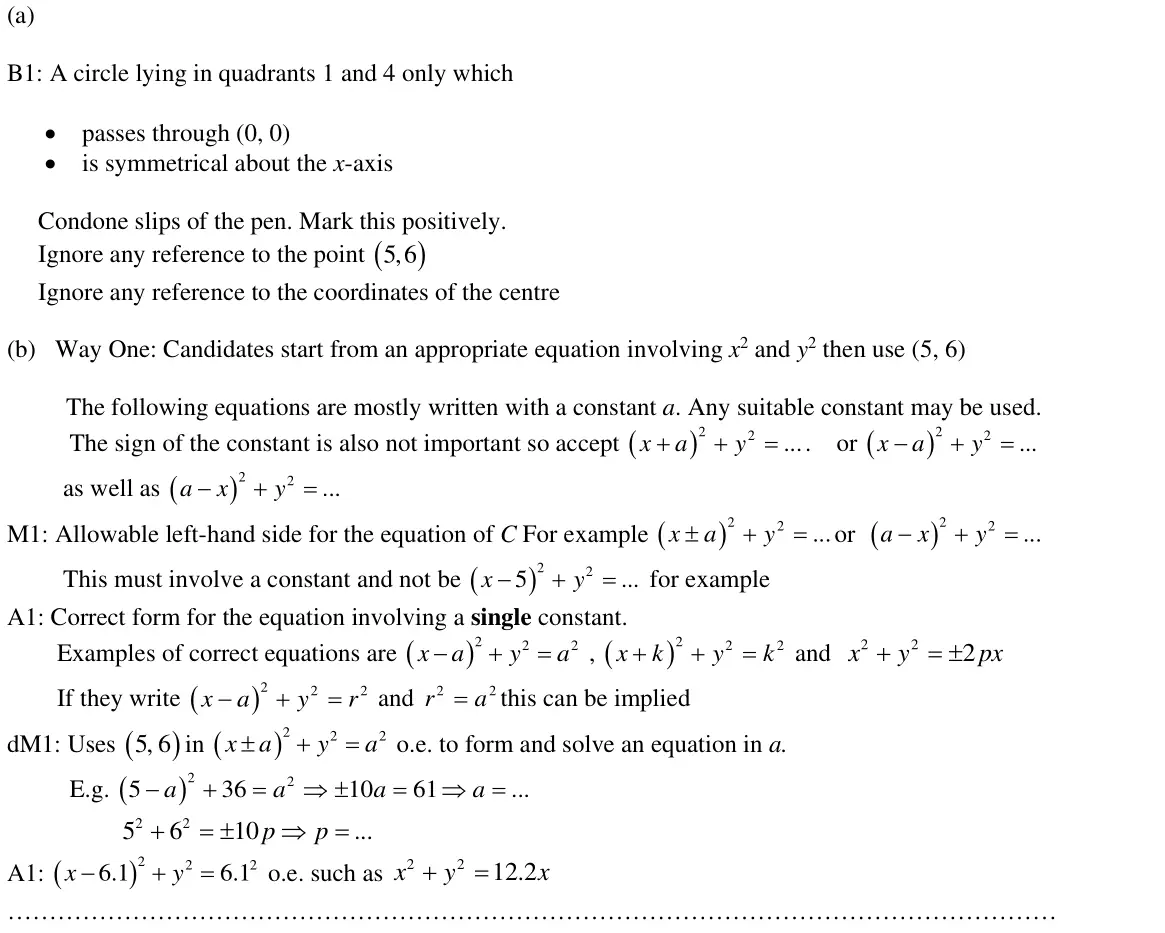 (a)
B1: A circle lying in quadrants 1 and 4 only which
• passes through (0, 0)
• is symmetrical about the x-axis
Condone slips of the pen. Mark this positively.
Ignore any reference to the point (5,6)
Ignore any reference to the coordinates of the centre
(b) Way One: Candidates start from an appropriate equation involving x² and y² then use (5, 6)
The following equations are mostly written with a constant a. Any suitable constant may be used.
The sign of the constant is also not important so accept (x+a)² + y² = .... or (x−a)² + y² = ...
as well as (a−x)² + y² = ...
M1: Allowable left-hand side for the equation of C For example (x±a)² + y² = ... or (a−x)² + y² = ...
This must involve a constant and not be (x−5)² + y² = ... for example
A1: Correct form for the equation involving a single constant.
Examples of correct equations are (x−a)² + y² = a² , (x+k)² + y² = k² and x² + y² = ±2px
If they write (x−a)² + y² = r² and r² = a² this can be implied
dM1: Uses (5,6) in (x±a)² + y² = a² o.e. to form and solve an equation in a.
E.g. (5−a)² + 36 = a² ⇒ ±10a = 61 ⇒ a = ...
5² + 6² = ±10p ⇒ p = ...
A1: (x−6.1)² + y² = 6.1² o.e. such as x² + y² = 12.2x
……………………………………………………………………………………………………………